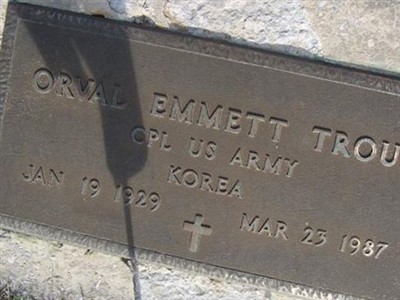 ORVAL EMMETT TROU
CPL US ARMY
KOREA
JAN 19 1929 MAR 23 1987